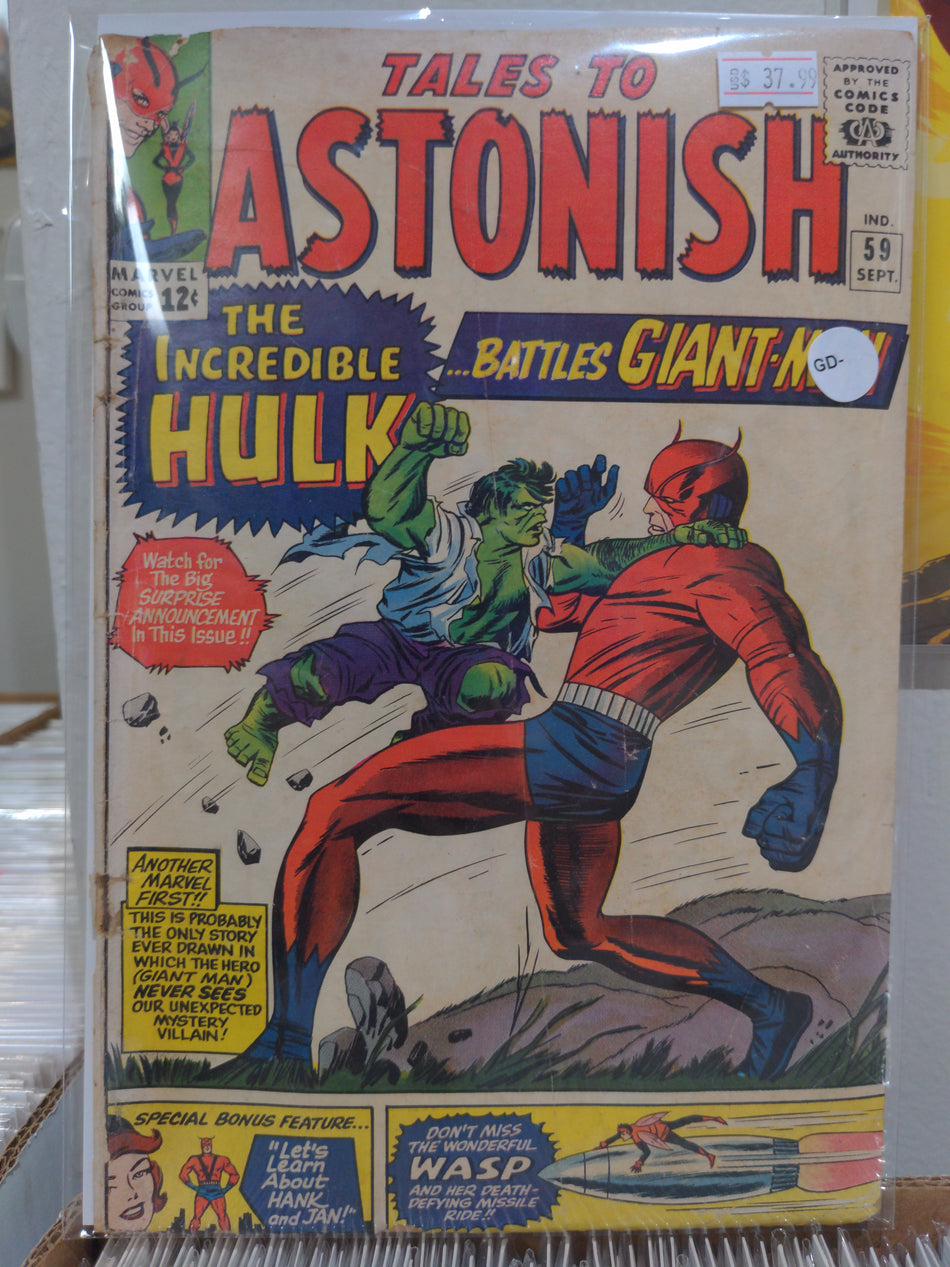 TALES TO
ASTONISH
USD $ 37.99
APPROVED
BY THE
COMICS
CODE
CA
AUTHORITY
IND.
59
SEPT.
MARVEL
COMICS
GROUP 12¢
THE
INCREDIBLE
HULK
...BATTLES GIANT-M
GD-
Watch for
The Big
SURPRISE
ANNOUNCEMENT
In This Issue!!
ANOTHER
MARVEL
FIRST!!
THIS IS PROBABLY
THE ONLY STORY
EVER DRAWN IN
WHICH THE HERO
(GIANT MAN)
NEVER SEES
OUR UNEXPECTED
MYSTERY
VILLAIN!
SPECIAL BONUS FEATURE...
"Let's
Learn
About
HANK
and JAN!"
DON'T MISS
THE WONDERFUL
WASP
AND HER DEATH-
DEFYING MISSILE
RIDE!!